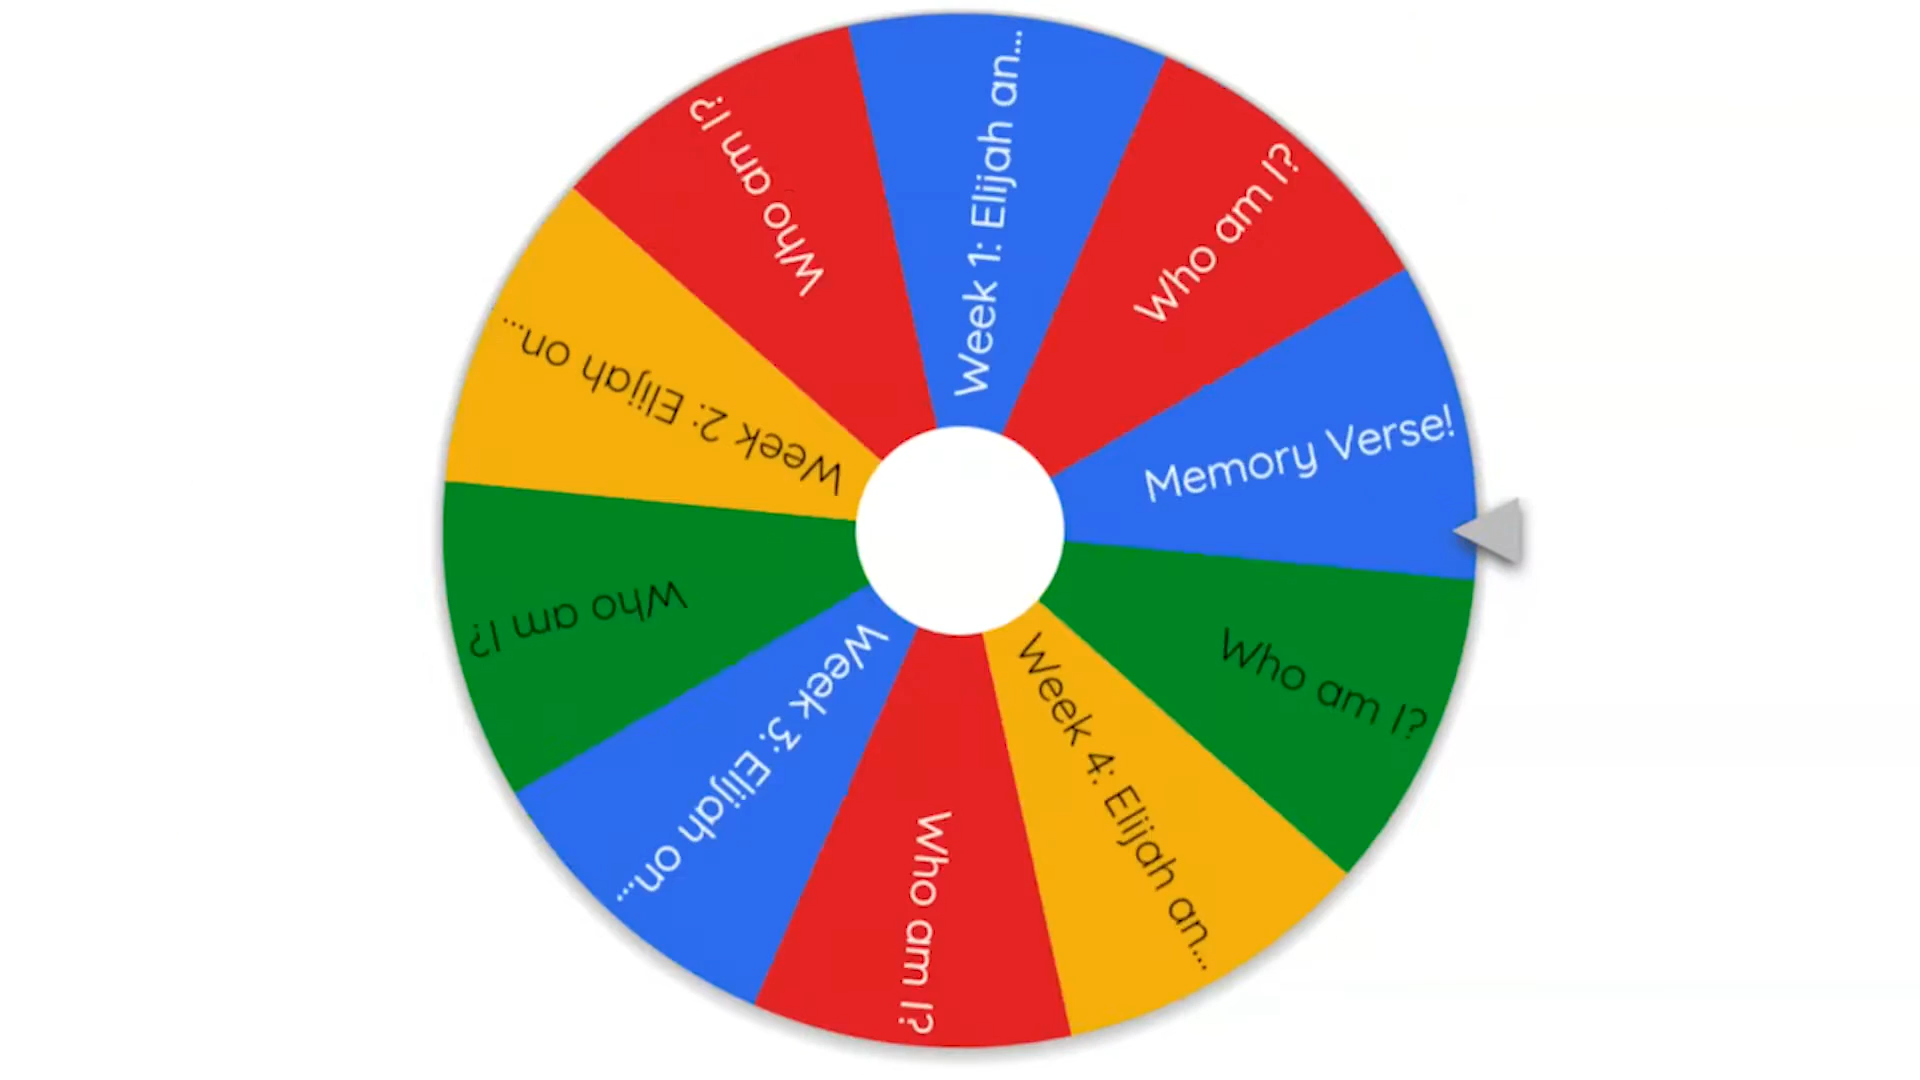 Week 1: Elijah an...
Who am I?
Memory Verse!
Who am I?
Week 4: Elijah an...
Who am I?
Week 3: Elijah on...
Who am I?
Week 2: Elijah on...
Who am I?